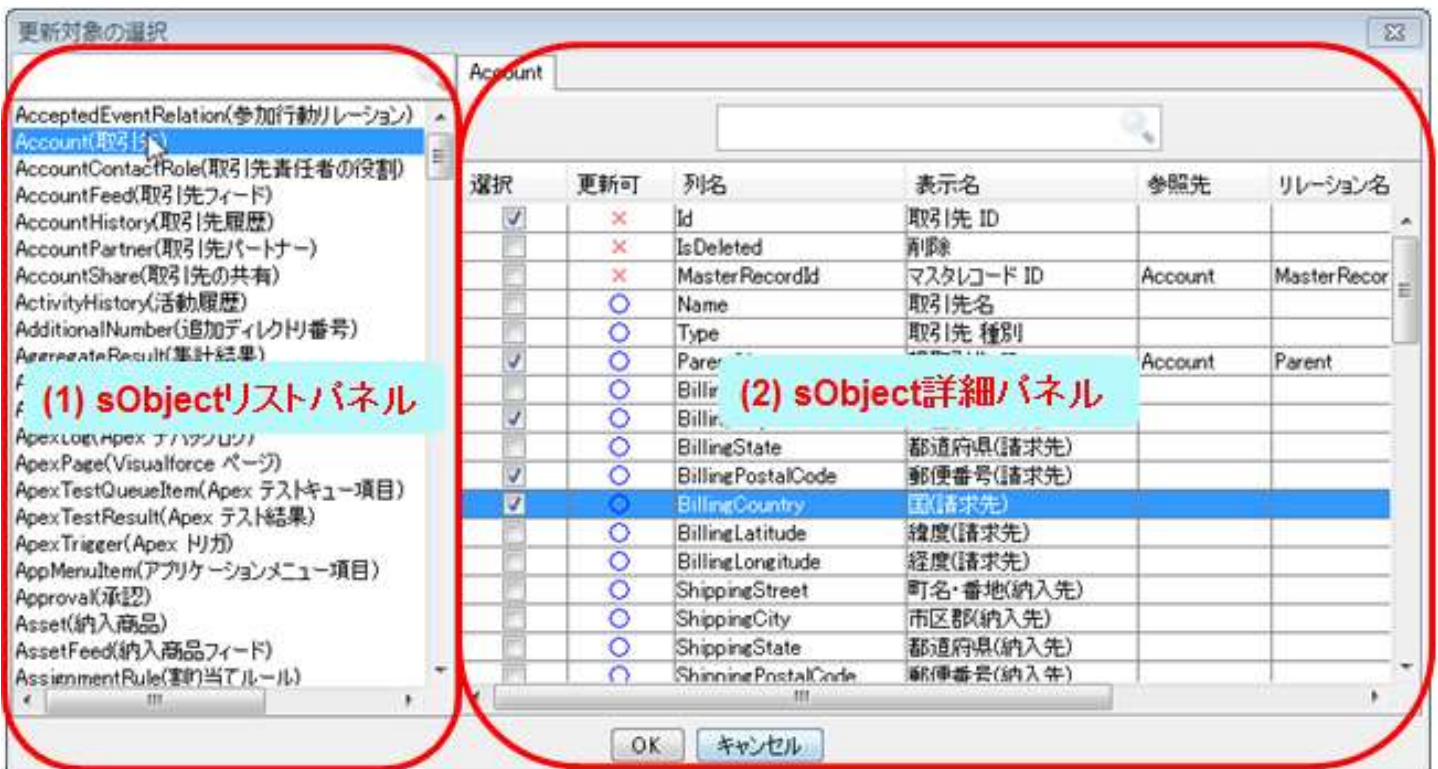 更新対象の選択
Account
AcceptedEventRelation(参加行動リレーション)
Account(取引先)
AccountContactRole(取引先責任者の役割)
AccountFeed(取引先フィード)
AccountHistory(取引先履歴)
AccountPartner(取引先パートナー)
AccountShare(取引先の共有)
ActivityHistory(活動履歴)
AdditionalNumber(追加ディレクトリ番号)
AggregateResult(集計結果)
(1) sObjectリストパネル
ApexLog(Apex デバッグログ)
ApexPage(Visualforce ページ)
ApexTestQueueItem(Apex テストキュー項目)
ApexTestResult(Apex テスト結果)
ApexTrigger(Apex トリガ)
AppMenuItem(アプリケーションメニュー項目)
Approval(承認)
Asset(納入商品)
AssetFeed(納入商品フィード)
AssignmentRule(割り当てルール)
選択 更新可 列名 表示名 参照先 リレーション名
× Id 取引先 ID
× IsDeleted 削除
× MasterRecordId マスタレコード ID Account MasterRecor
○ Name 取引先名
○ Type 取引先 種別
○ Account Parent
(2) sObject詳細パネル
○ BillingState 都道府県(請求先)
○ BillingPostalCode 郵便番号(請求先)
○ BillingCountry 国(請求先)
○ BillingLatitude 緯度(請求先)
○ BillingLongitude 経度(請求先)
○ ShippingStreet 町名・番地(納入先)
○ ShippingCity 市区郡(納入先)
○ ShippingState 都道府県(納入先)
○ ShippingPostalCode 郵便番号(納入先)
OK キャンセル